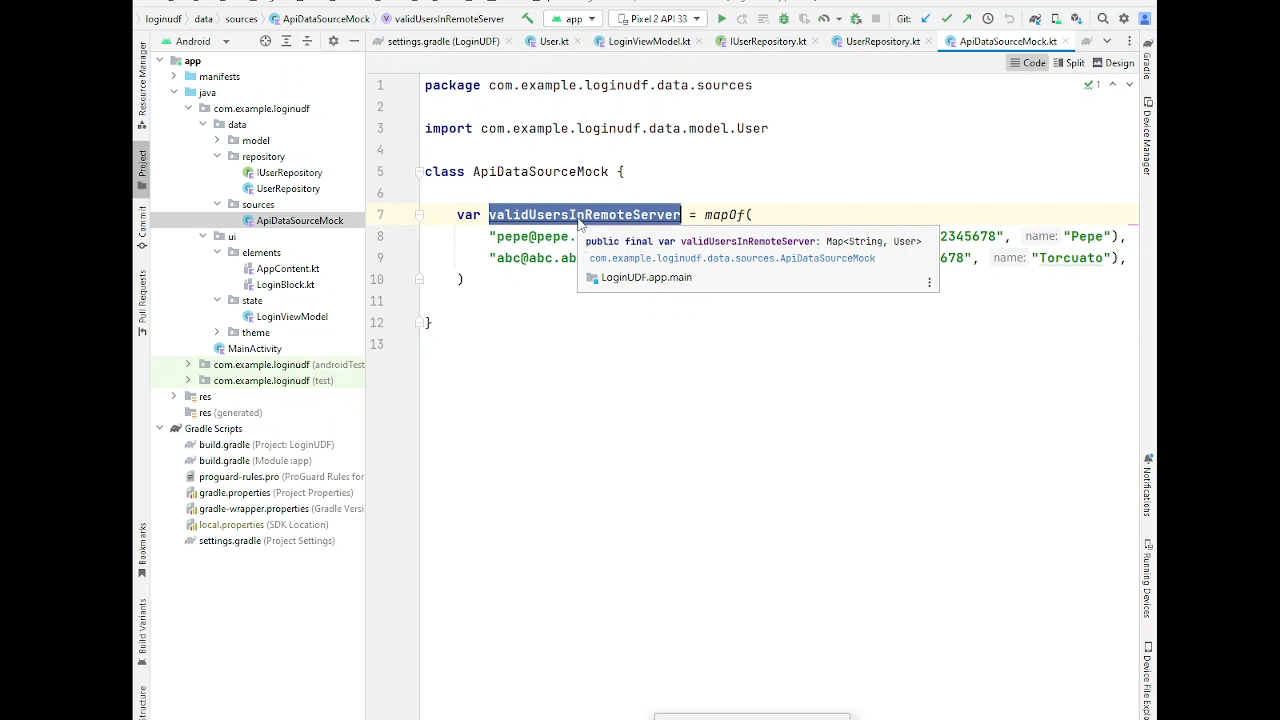 loginudf data sources ApiDataSourceMock validUsersInRemoteServer app Pixel 2 API 33 Git:
Android
settings.gradle (LoginUDF) User.kt LoginViewModel.kt IUserRepository.kt UserRepository.kt ApiDataSourceMock.kt
Code Split Design
Resource Manager
Project
Commit
Pull Requests
Bookmarks
Build Variants
Structure
app
manifests
java
com.example.loginudf
data
model
repository
IUserRepository
UserRepository
sources
ApiDataSourceMock
ui
elements
AppContent.kt
LoginBlock.kt
state
LoginViewModel
theme
MainActivity
com.example.loginudf (androidTest
com.example.loginudf (test)
res
res (generated)
Gradle Scripts
build.gradle (Project: LoginUDF)
build.gradle (Module :app)
proguard-rules.pro (ProGuard Rules for
gradle.properties (Project Properties)
gradle-wrapper.properties (Gradle Versi
local.properties (SDK Location)
settings.gradle (Project Settings)
1 package com.example.loginudf.data.sources
2
3 import com.example.loginudf.data.model.User
4
5 class ApiDataSourceMock {
6
7 var validUsersInRemoteServer = mapOf(
8 "pepe@pepe. 2345678", name: "Pepe"),
9 "abc@abc.ab 678", name: "Torcuato"),
10 )
11
12 }
13
1
public final var validUsersInRemoteServer: Map<String, User>
com.example.loginudf.data.sources.ApiDataSourceMock
LoginUDF.app.main
Gradle
Device Manager
Notifications
Running Devices
Device File Explo